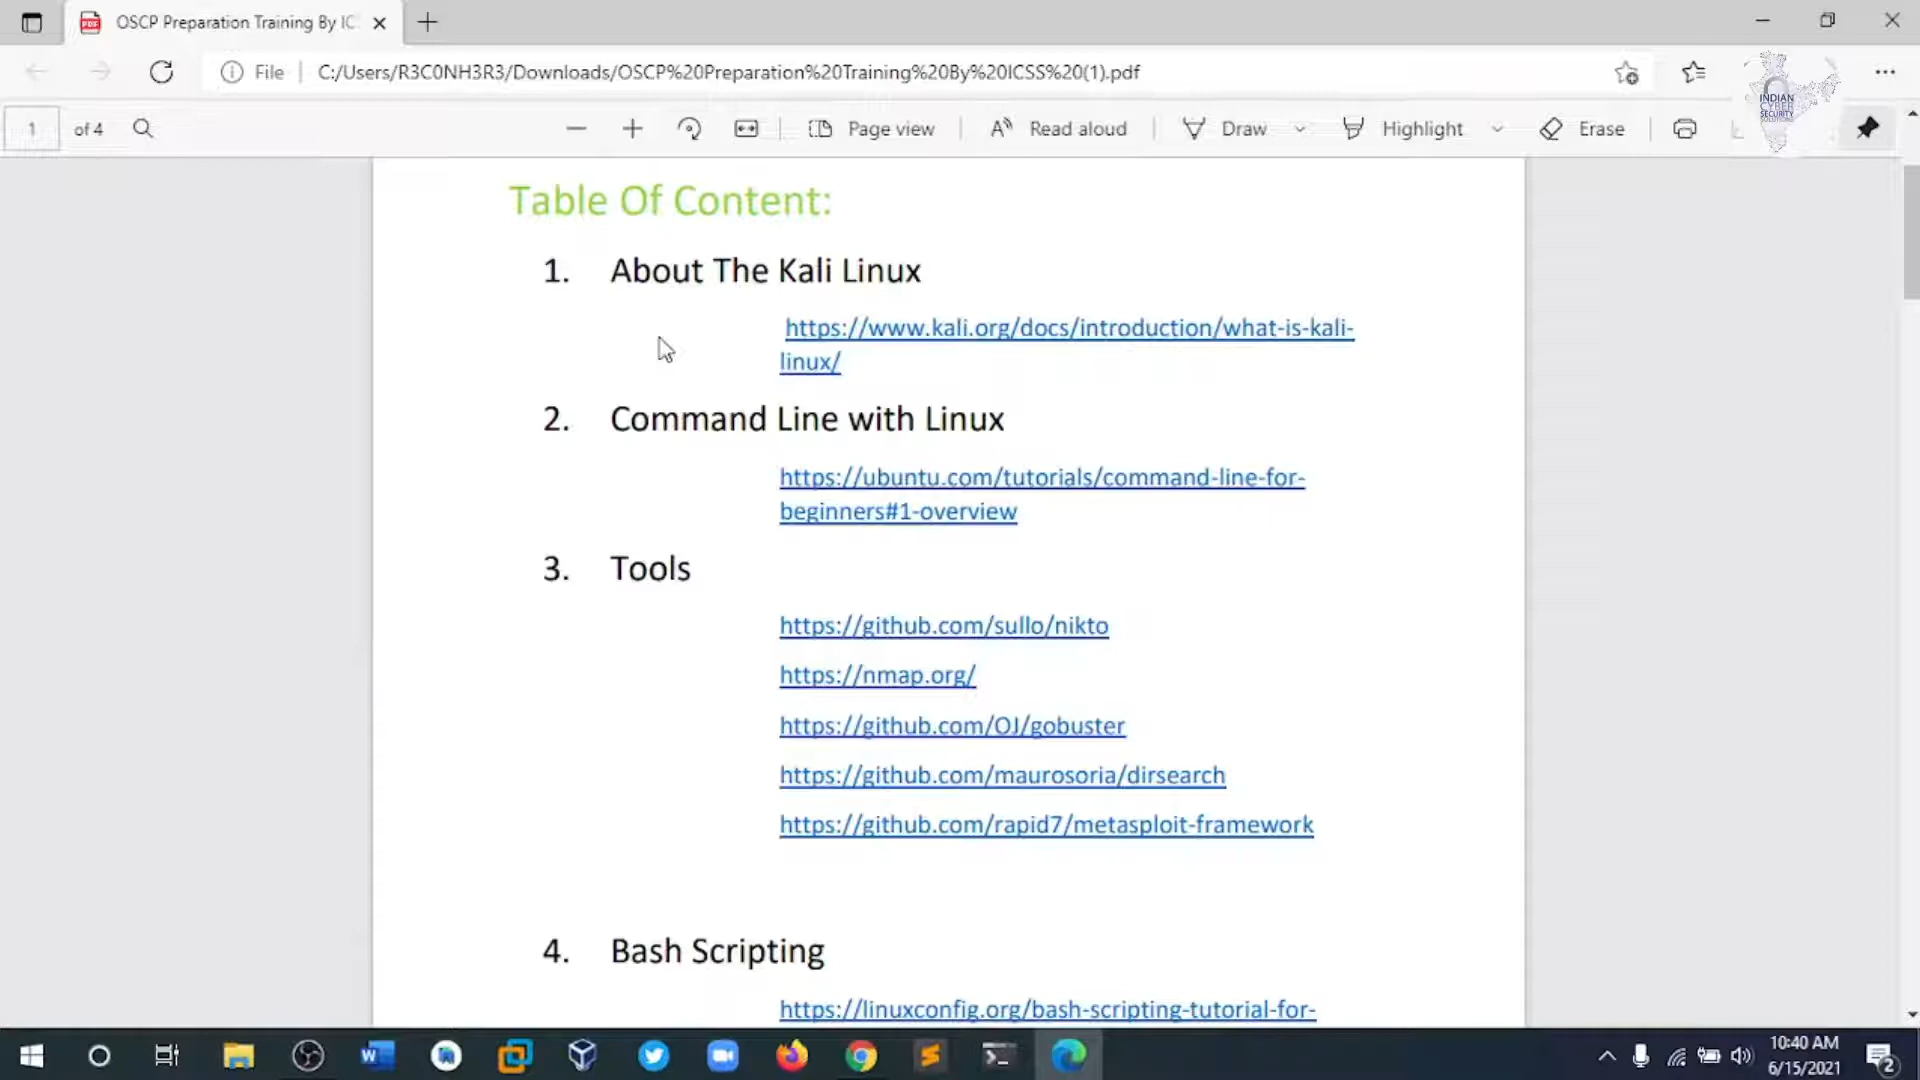 OSCP Preparation Training By IC
File
C:/Users/R3C0NH3R3/Downloads/OSCP%20Preparation%20Training%20By%20ICSS%20(1).pdf
INDIAN
CYBER
SECURITY
SOLUTIONS
1 of 4
Page view
Read aloud
Draw
Highlight
Erase
Table Of Content:
1. About The Kali Linux
https://www.kali.org/docs/introduction/what-is-kali-
linux/
2. Command Line with Linux
https://ubuntu.com/tutorials/command-line-for-
beginners#1-overview
3. Tools
https://github.com/sullo/nikto
https://nmap.org/
https://github.com/OJ/gobuster
https://github.com/maurosoria/dirsearch
https://github.com/rapid7/metasploit-framework
4. Bash Scripting
https://linuxconfig.org/bash-scripting-tutorial-for-
10:40 AM
6/15/2021
2